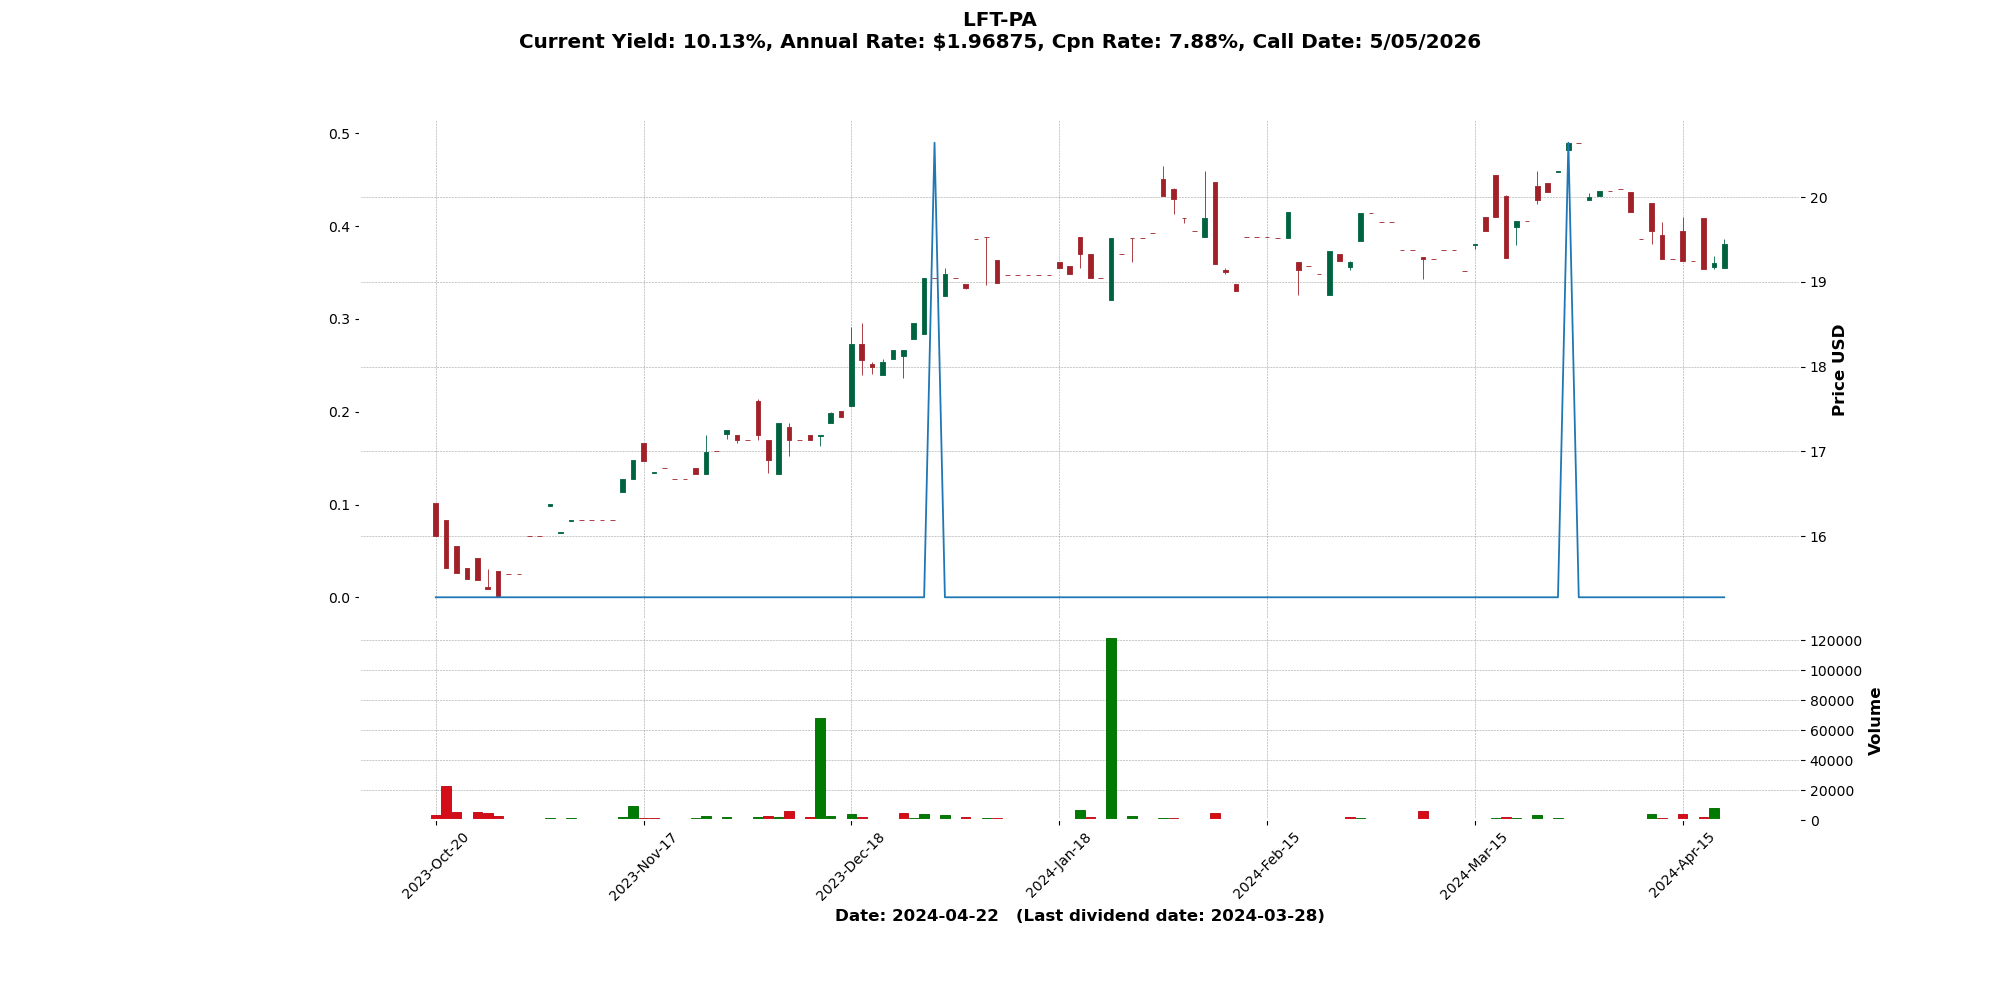 LFT-PA
Current Yield: 10.13%, Annual Rate: $1.96875, Cpn Rate: 7.88%, Call Date: 5/05/2026
0.5
0.4
0.3
0.2
0.1
0.0
20
19
18
17
16
Price USD
120000
100000
80000
60000
40000
20000
0
Volume
2023-Oct-20
2023-Nov-17
2023-Dec-18
2024-Jan-18
2024-Feb-15
2024-Mar-15
2024-Apr-15
Date: 2024-04-22 (Last dividend date: 2024-03-28)